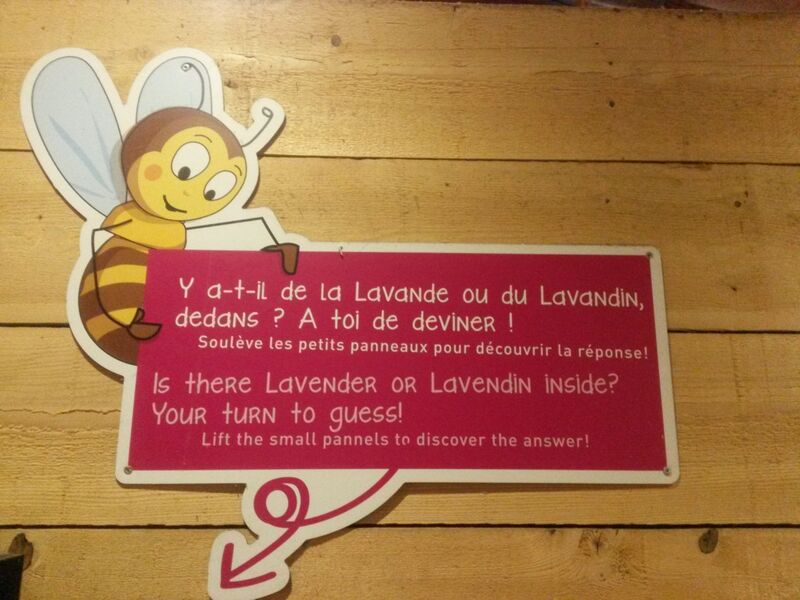 Y a-t-il de la Lavande ou du Lavandin,
dedans ? A toi de deviner !
Soulève les petits panneaux pour découvrir la réponse!
Is there Lavender or Lavendin inside?
Your turn to guess!
Lift the small pannels to discover the answer!